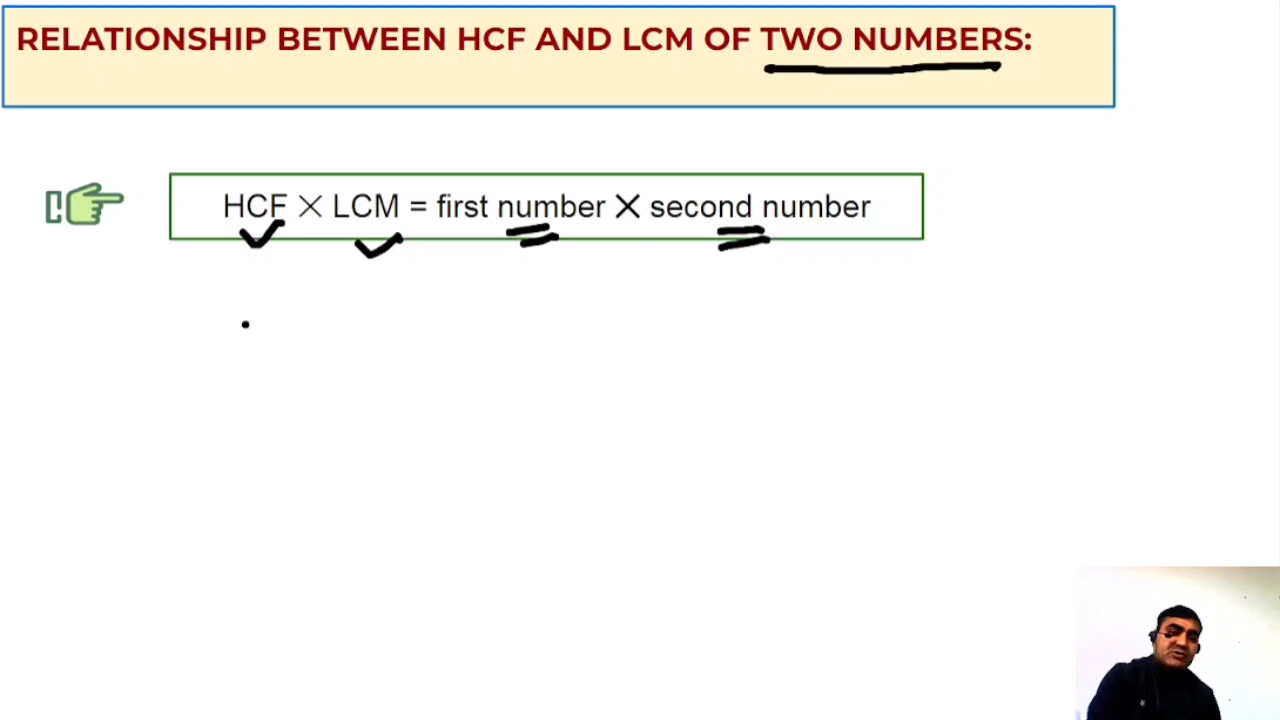 RELATIONSHIP BETWEEN HCF AND LCM OF TWO NUMBERS:
HCF × LCM = first number × second number